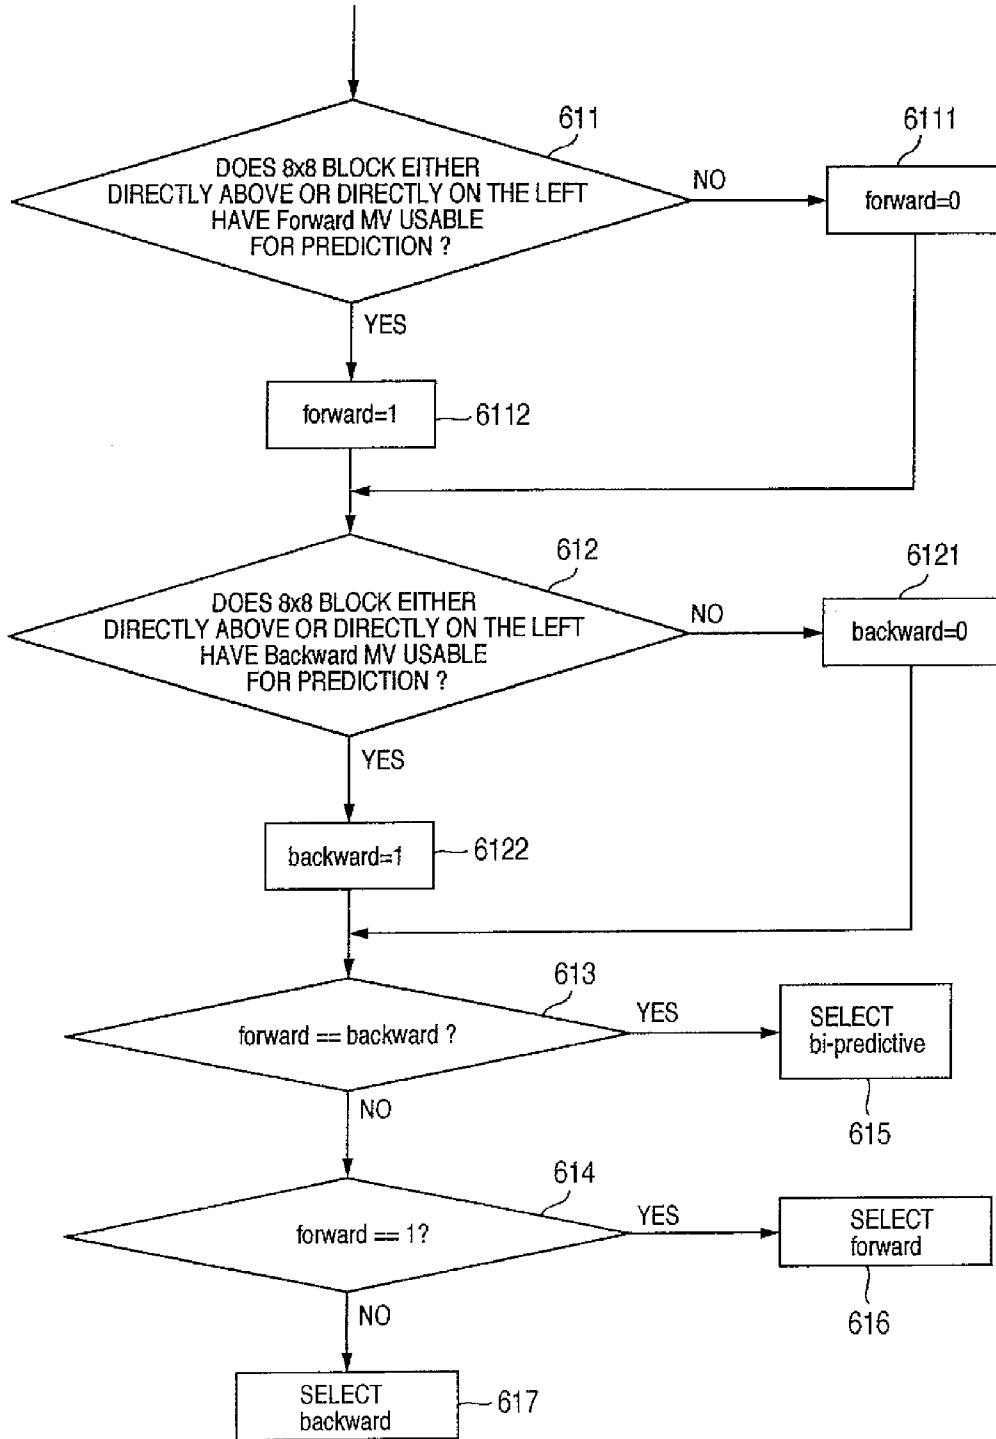 611
DOES 8x8 BLOCK EITHER
DIRECTLY ABOVE OR DIRECTLY ON THE LEFT
HAVE Forward MV USABLE
FOR PREDICTION ?
NO
6111
forward=0
YES
forward=1
6112
612
DOES 8x8 BLOCK EITHER
DIRECTLY ABOVE OR DIRECTLY ON THE LEFT
HAVE Backward MV USABLE
FOR PREDICTION ?
NO
6121
backward=0
YES
backward=1
6122
613
forward == backward ?
YES
SELECT
bi-predictive
615
NO
614
forward == 1?
YES
SELECT
forward
616
NO
SELECT
backward
617